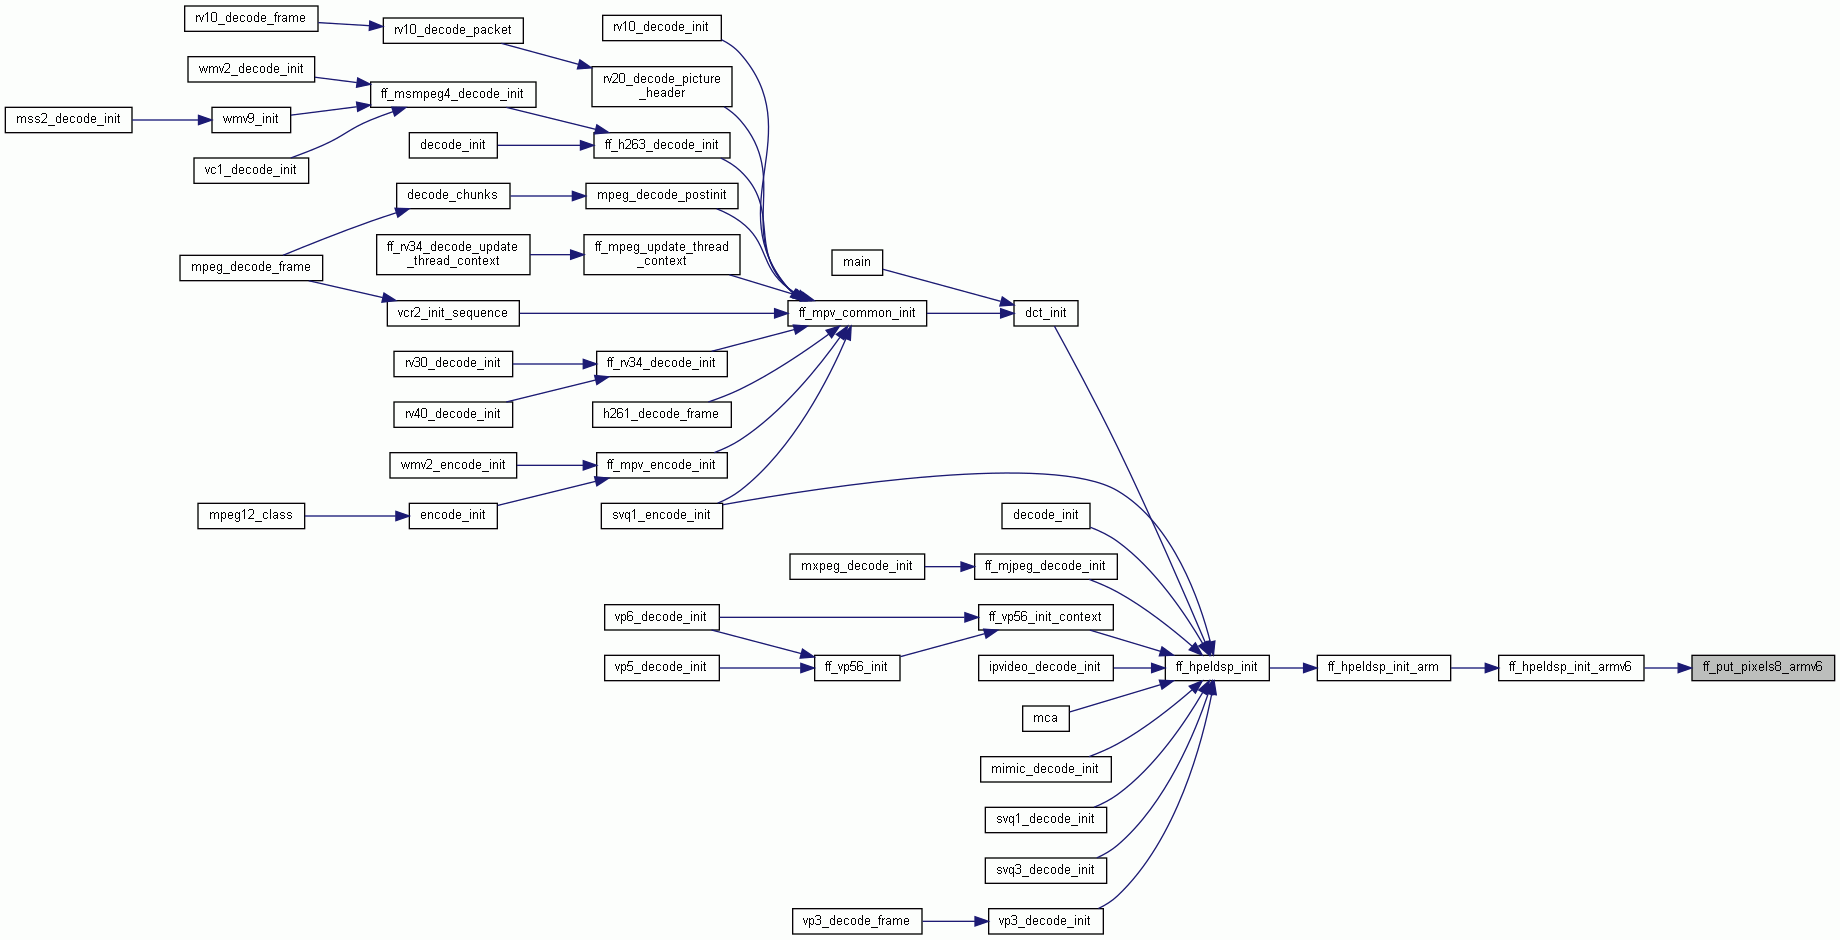 rv10_decode_frame
rv10_decode_packet
rv10_decode_init
wmv2_decode_init
ff_msmpeg4_decode_init
rv20_decode_picture
_header
mss2_decode_init
wmv9_init
decode_init
ff_h263_decode_init
vc1_decode_init
decode_chunks
mpeg_decode_postinit
ff_rv34_decode_update
_thread_context
ff_mpeg_update_thread
_context
main
mpeg_decode_frame
vcr2_init_sequence
ff_mpv_common_init
dct_init
rv30_decode_init
ff_rv34_decode_init
rv40_decode_init
h261_decode_frame
wmv2_encode_init
ff_mpv_encode_init
mpeg12_class
encode_init
svq1_encode_init
decode_init
mxpeg_decode_init
ff_mjpeg_decode_init
vp6_decode_init
ff_vp56_init_context
vp5_decode_init
ff_vp56_init
ipvideo_decode_init
ff_hpeldsp_init
ff_hpeldsp_init_arm
ff_hpeldsp_init_armv6
ff_put_pixels8_armv6
mca
mimic_decode_init
svq1_decode_init
svq3_decode_init
vp3_decode_frame
vp3_decode_init